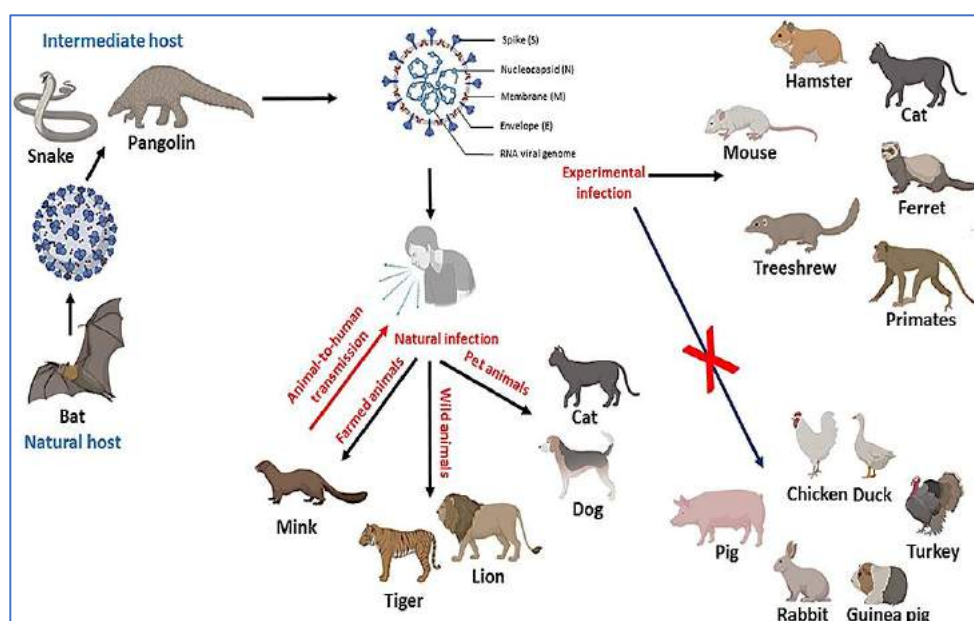 Intermediate host
Snake
Pangolin
Bat
Natural host
Spike (S)
Nucleocapsid (N)
Membrane (M)
Envelope (E)
RNA viral genome
Experimental
infection
Hamster
Cat
Mouse
Ferret
Treeshrew
Primates
Natural infection
Animal-to-human
transmission
Farmed animals
Wild animals
Pet animals
Mink
Tiger
Lion
Cat
Dog
Chicken Duck
Pig
Turkey
Rabbit
Guinea pig